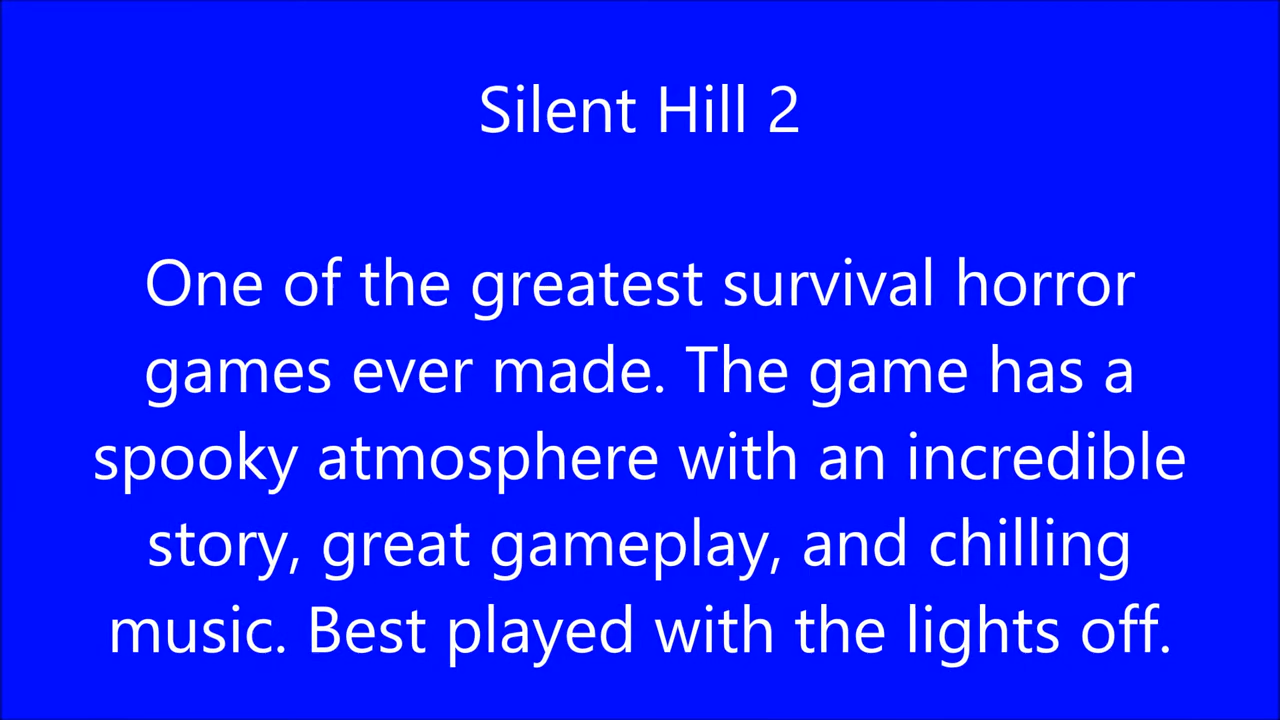 Silent Hill 2
One of the greatest survival horror
games ever made. The game has a
spooky atmosphere with an incredible
story, great gameplay, and chilling
music. Best played with the lights off.